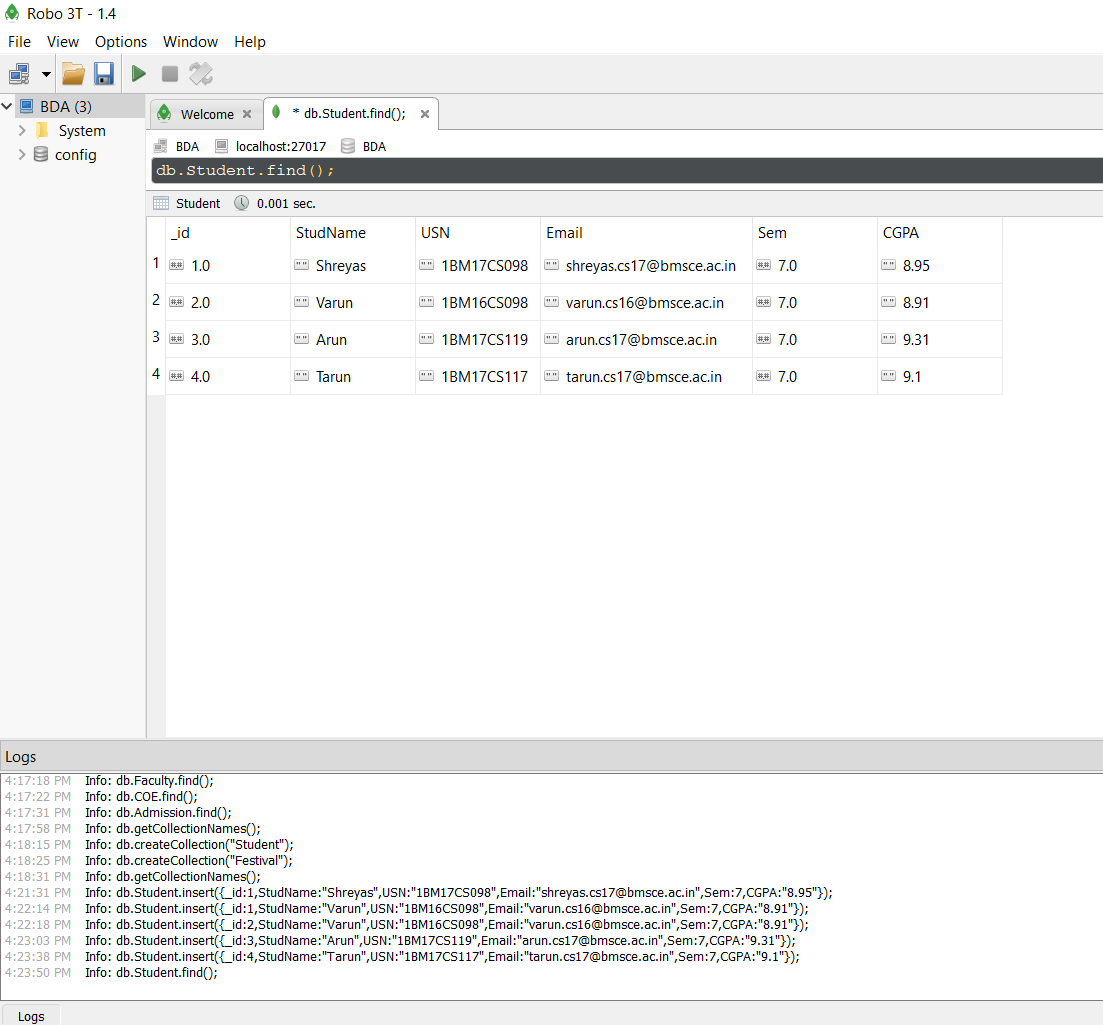 Robo 3T - 1.4
File View Options Window Help
BDA (3)
System
config
Welcome
* db.Student.find();
BDA localhost:27017 BDA
db.Student.find();
Student 0.001 sec.
_id StudName USN Email Sem CGPA
1 ## 1.0 "" Shreyas "" 1BM17CS098 "" shreyas.cs17@bmsce.ac.in ## 7.0 "" 8.95
2 ## 2.0 "" Varun "" 1BM16CS098 "" varun.cs16@bmsce.ac.in ## 7.0 "" 8.91
3 ## 3.0 "" Arun "" 1BM17CS119 "" arun.cs17@bmsce.ac.in ## 7.0 "" 9.31
4 ## 4.0 "" Tarun "" 1BM17CS117 "" tarun.cs17@bmsce.ac.in ## 7.0 "" 9.1
Logs
4:17:18 PM Info: db.Faculty.find();
4:17:22 PM Info: db.COE.find();
4:17:31 PM Info: db.Admission.find();
4:17:58 PM Info: db.getCollectionNames();
4:18:15 PM Info: db.createCollection("Student");
4:18:25 PM Info: db.createCollection("Festival");
4:18:31 PM Info: db.getCollectionNames();
4:21:31 PM Info: db.Student.insert({_id:1,StudName:"Shreyas",USN:"1BM17CS098",Email:"shreyas.cs17@bmsce.ac.in",Sem:7,CGPA:"8.95"});
4:22:14 PM Info: db.Student.insert({_id:1,StudName:"Varun",USN:"1BM16CS098",Email:"varun.cs16@bmsce.ac.in",Sem:7,CGPA:"8.91"});
4:22:18 PM Info: db.Student.insert({_id:2,StudName:"Varun",USN:"1BM16CS098",Email:"varun.cs16@bmsce.ac.in",Sem:7,CGPA:"8.91"});
4:23:03 PM Info: db.Student.insert({_id:3,StudName:"Arun",USN:"1BM17CS119",Email:"arun.cs17@bmsce.ac.in",Sem:7,CGPA:"9.31"});
4:23:38 PM Info: db.Student.insert({_id:4,StudName:"Tarun",USN:"1BM17CS117",Email:"tarun.cs17@bmsce.ac.in",Sem:7,CGPA:"9.1"});
4:23:50 PM Info: db.Student.find();
Logs